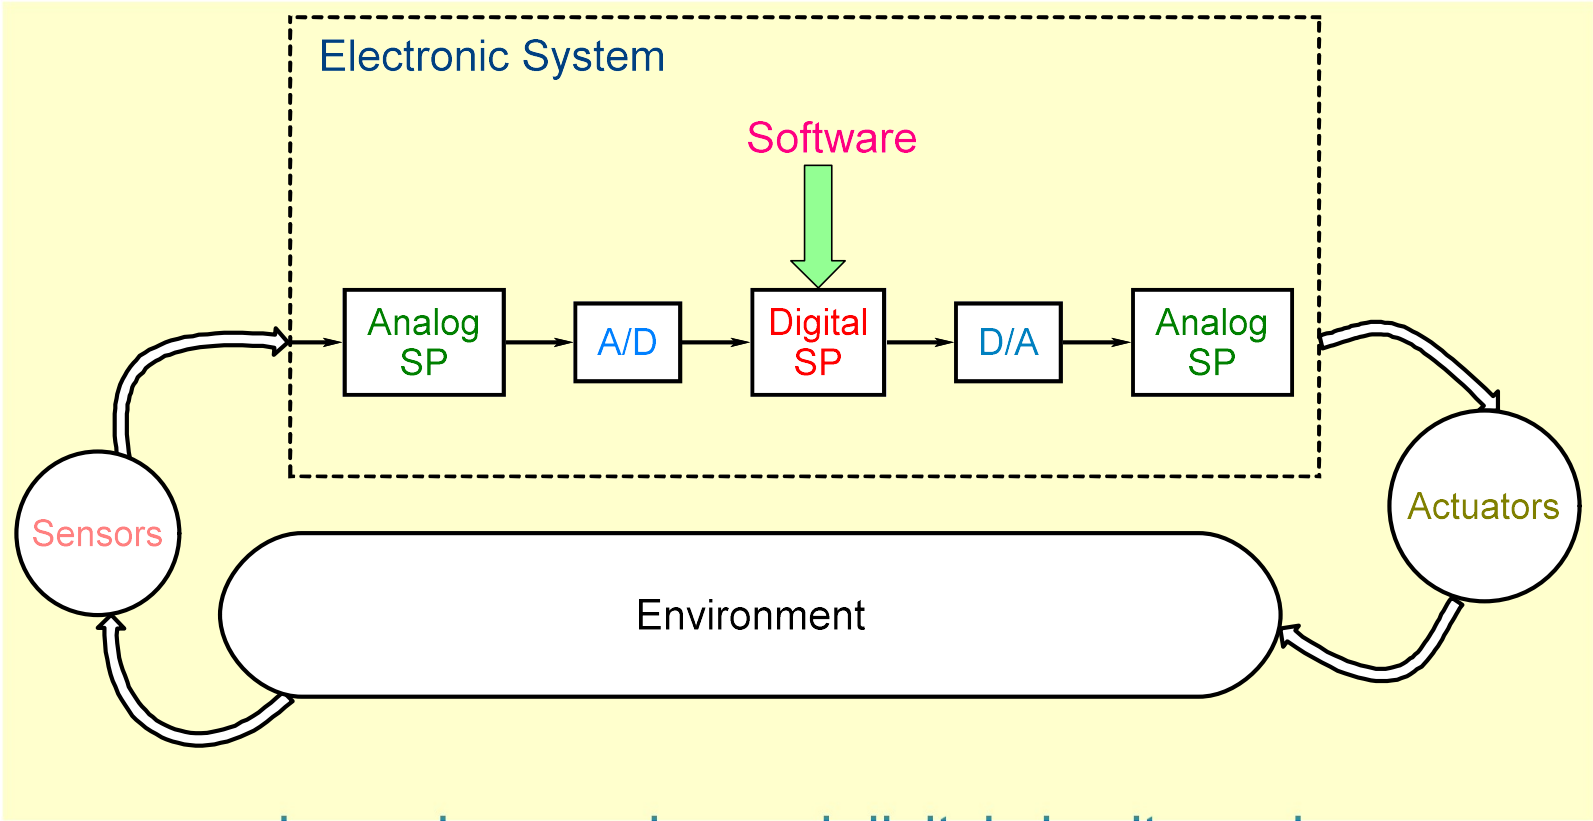 Electronic System
Software
Analog
SP
A/D
Digital
SP
D/A
Analog
SP
Sensors
Actuators
Environment